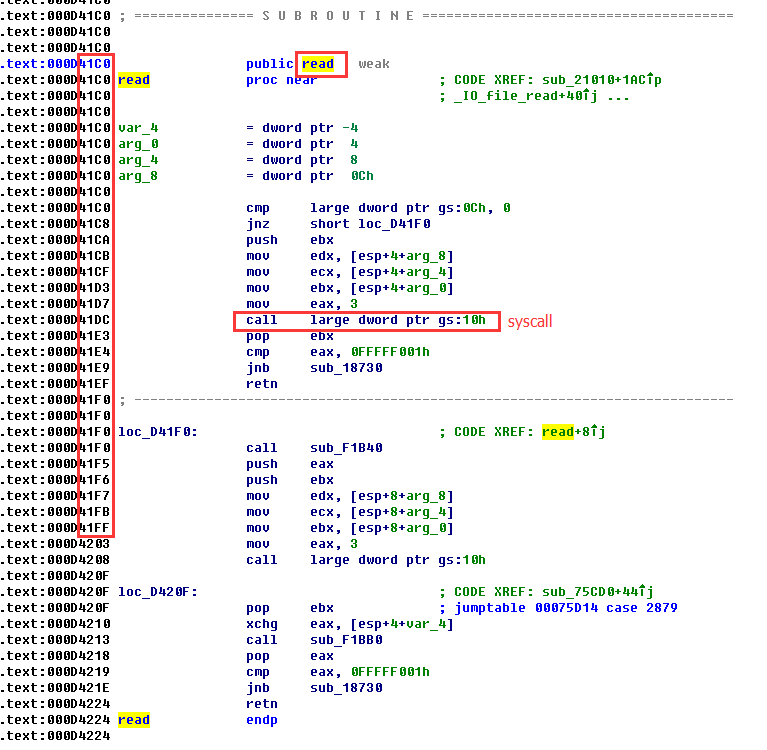 .text:000D41C0 ; =============== S U B R O U T I N E =======================================
.text:000D41C0
.text:000D41C0
.text:000D41C0 public read weak
.text:000D41C0 read proc near ; CODE XREF: sub_21010+1AC↑p
.text:000D41C0 ; _IO_file_read+40↑j ...
.text:000D41C0
.text:000D41C0 var_4 = dword ptr -4
.text:000D41C0 arg_0 = dword ptr 4
.text:000D41C0 arg_4 = dword ptr 8
.text:000D41C0 arg_8 = dword ptr 0Ch
.text:000D41C0
.text:000D41C0 cmp large dword ptr gs:0Ch, 0
.text:000D41C8 jnz short loc_D41F0
.text:000D41CA push ebx
.text:000D41CB mov edx, [esp+4+arg_8]
.text:000D41CF mov ecx, [esp+4+arg_4]
.text:000D41D3 mov ebx, [esp+4+arg_0]
.text:000D41D7 mov eax, 3
.text:000D41DC call large dword ptr gs:10h syscall
.text:000D41E3 pop ebx
.text:000D41E4 cmp eax, 0FFFFF001h
.text:000D41E9 jnb sub_18730
.text:000D41EF retn
.text:000D41F0 ; ---------------------------------------------------------------------------
.text:000D41F0
.text:000D41F0 loc_D41F0: ; CODE XREF: read+8↑j
.text:000D41F0 call sub_F1B40
.text:000D41F5 push eax
.text:000D41F6 push ebx
.text:000D41F7 mov edx, [esp+8+arg_8]
.text:000D41FB mov ecx, [esp+8+arg_4]
.text:000D41FF mov ebx, [esp+8+arg_0]
.text:000D4203 mov eax, 3
.text:000D4208 call large dword ptr gs:10h
.text:000D420F
.text:000D420F loc_D420F: ; CODE XREF: sub_75CD0+44↑j
.text:000D420F pop ebx ; jumptable 00075D14 case 2879
.text:000D4210 xchg eax, [esp+4+var_4]
.text:000D4213 call sub_F1BB0
.text:000D4218 pop eax
.text:000D4219 cmp eax, 0FFFFF001h
.text:000D421E jnb sub_18730
.text:000D4224 retn
.text:000D4224 read endp
.text:000D4224